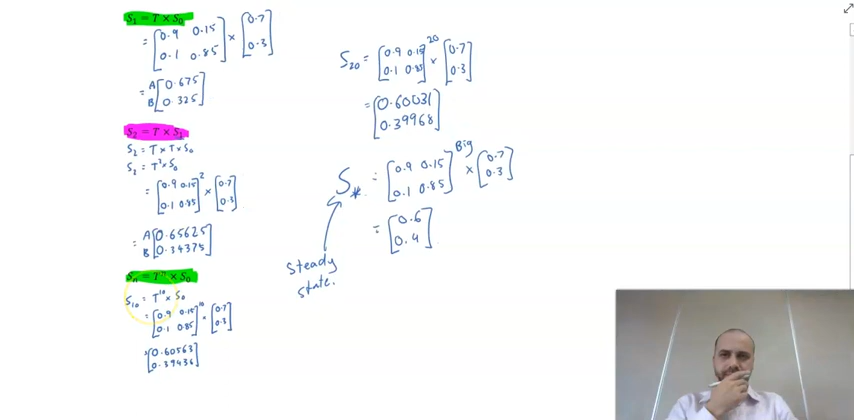 S₁ = T × S₀
= [0.9 0.15
0.1 0.85] × [0.7
0.3]
= A [0.675
B 0.325]
S₂ = T × S₁
S₂ = T × T × S₀
S₂ = T² × S₀
= [0.9 0.15
0.1 0.85]² × [0.7
0.3]
= A [0.65625
B 0.34375]
Sₙ = Tⁿ × S₀
S₁₀ = T¹⁰ × S₀
= [0.9 0.15
0.1 0.85]¹⁰ × [0.7
0.3]
[0.60563
0.39436]
S₂₀ = [0.9 0.15
0.1 0.85]²⁰ × [0.7
0.3]
= [0.60031
0.39968]
S* = [0.9 0.15
0.1 0.85]^Big × [0.7
0.3]
= [0.6
0.4]
steady
state.